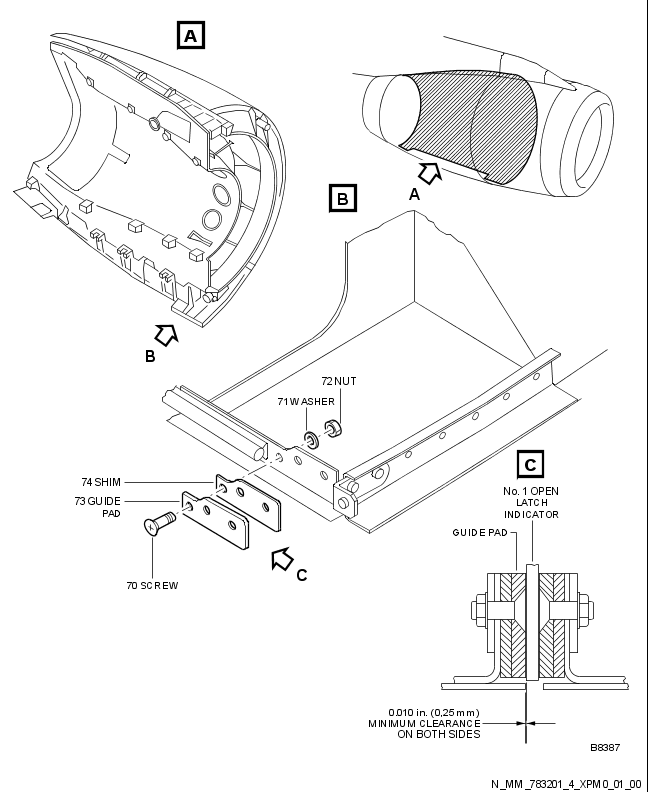 A
A
B
B
72 NUT
71 WASHER
74 SHIM
73 GUIDE
PAD
70 SCREW
C
C
No. 1 OPEN
LATCH
INDICATOR
GUIDE PAD
0.010 in. (0,25 mm)
MINIMUM CLEARANCE
ON BOTH SIDES
B8387
N_MM_783201_4_XPM0_01_00